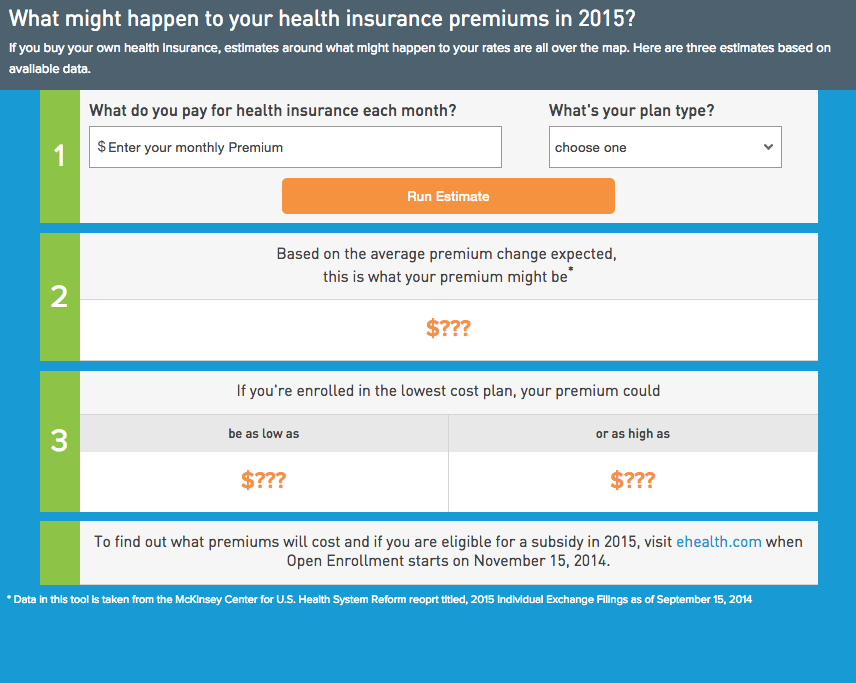 What might happen to your health insurance premiums in 2015?
If you buy your own health insurance, estimates around what might happen to your rates are all over the map. Here are three estimates based on
available data.
What do you pay for health insurance each month?
What's your plan type?
1
$ Enter your monthly Premium
choose one
Run Estimate
2
Based on the average premium change expected,
this is what your premium might be*
$???
3
If you're enrolled in the lowest cost plan, your premium could
be as low as
or as high as
$???
$???
To find out what premiums will cost and if you are eligible for a subsidy in 2015, visit ehealth.com when
Open Enrollment starts on November 15, 2014.
* Data in this tool is taken from the McKinsey Center for U.S. Health System Reform reoprt titled, 2015 Individual Exchange Filings as of September 15, 2014